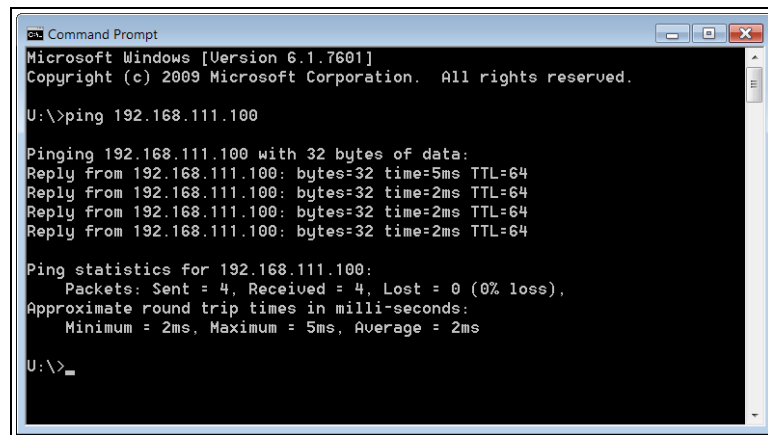 Command Prompt
Microsoft Windows [Version 6.1.7601]
Copyright (c) 2009 Microsoft Corporation.  All rights reserved.
U:\>ping 192.168.111.100
Pinging 192.168.111.100 with 32 bytes of data:
Reply from 192.168.111.100: bytes=32 time=5ms TTL=64
Reply from 192.168.111.100: bytes=32 time=2ms TTL=64
Reply from 192.168.111.100: bytes=32 time=2ms TTL=64
Reply from 192.168.111.100: bytes=32 time=2ms TTL=64
Ping statistics for 192.168.111.100:
    Packets: Sent = 4, Received = 4, Lost = 0 (0% loss),
Approximate round trip times in milli-seconds:
    Minimum = 2ms, Maximum = 5ms, Average = 2ms
U:\>_